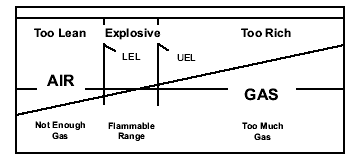 Too Lean Explosive Too Rich
LEL UEL
AIR
GAS
Not Enough Flammable Too Much
Gas Range Gas